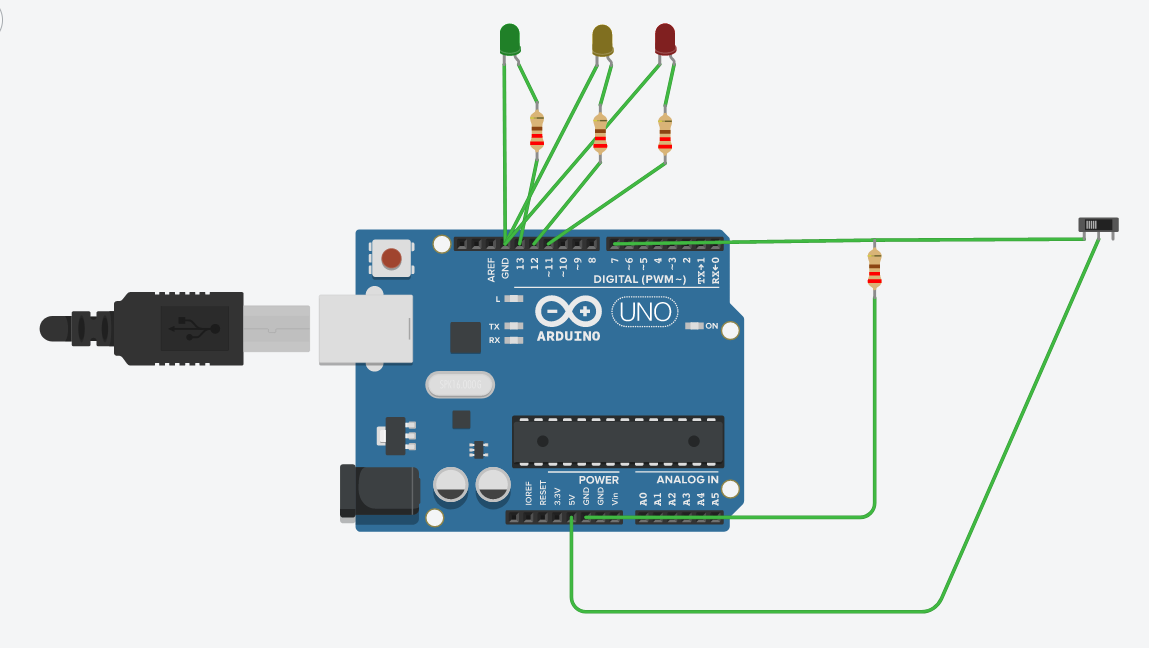 AREF
GND
13
12
~11
~10
~9
8
7
~6
~5
4
~3
2
TX→1
RX←0
DIGITAL (PWM~)
L
TX
RX
ARDUINO
UNO
ON
POWER
ANALOG IN
IOREF
RESET
3.3V
5V
GND
GND
Vin
A0
A1
A2
A3
A4
A5